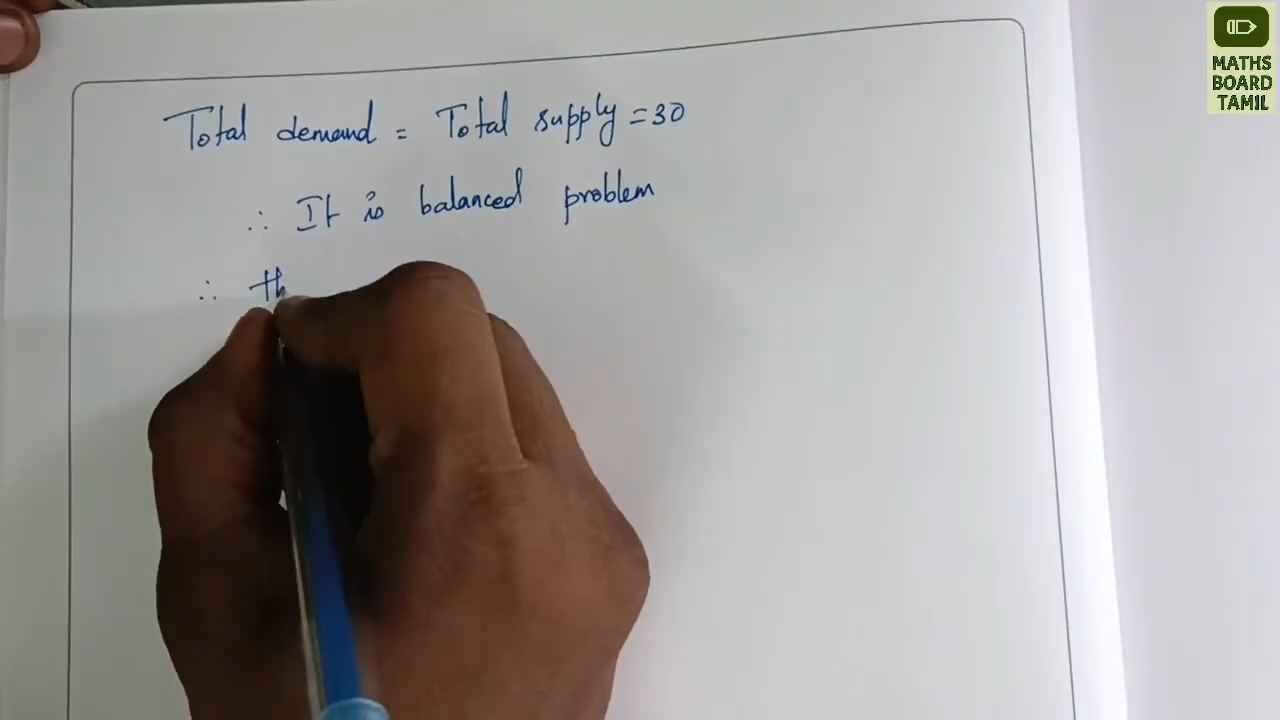 Total demand = Total supply = 30
∴ It is balanced problem
∴ th
MATHS
BOARD
TAMIL